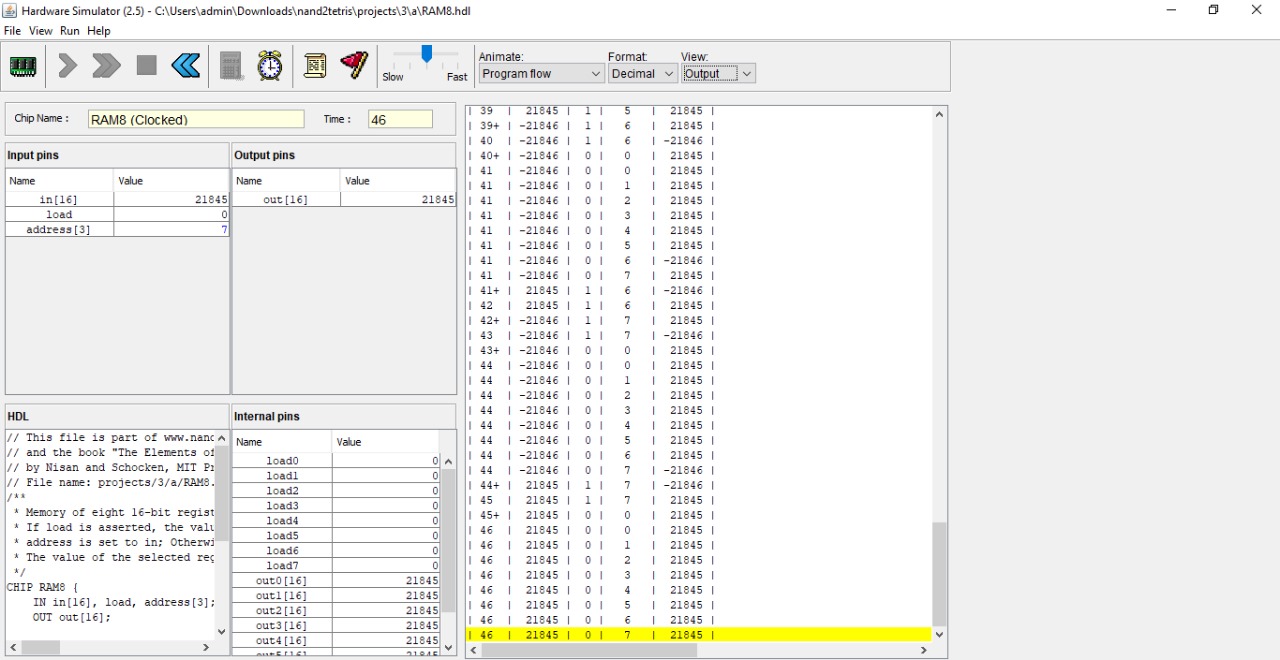 Hardware Simulator (2.5) - C:\Users\admin\Downloads\nand2tetris\projects\3\a\RAM8.hdl
File View Run Help
Slow Fast
Animate: Format: View:
Program flow Decimal Output
Chip Name : RAM8 (Clocked) Time : 46
Input pins
Name Value
in[16] 21845
load 0
address[3] 7
Output pins
Name Value
out[16] 21845
HDL
// This file is part of www.nand
// and the book "The Elements of
// by Nisan and Schocken, MIT Pr
// File name: projects/3/a/RAM8.
/**
* Memory of eight 16-bit regist
* If load is asserted, the valu
* address is set to in; Otherwi
* The value of the selected reg
*/
CHIP RAM8 {
IN in[16], load, address[3];
OUT out[16];
Internal pins
Name Value
load0 0
load1 0
load2 0
load3 0
load4 0
load5 0
load6 0
load7 0
out0[16] 21845
out1[16] 21845
out2[16] 21845
out3[16] 21845
out4[16] 21845
out5[16] 21845
| 39 | 21845 | 1 | 5 | 21845 |
| 39+ | -21846 | 1 | 6 | 21845 |
| 40 | -21846 | 1 | 6 | -21846 |
| 40+ | -21846 | 0 | 0 | 21845 |
| 41 | -21846 | 0 | 0 | 21845 |
| 41 | -21846 | 0 | 1 | 21845 |
| 41 | -21846 | 0 | 2 | 21845 |
| 41 | -21846 | 0 | 3 | 21845 |
| 41 | -21846 | 0 | 4 | 21845 |
| 41 | -21846 | 0 | 5 | 21845 |
| 41 | -21846 | 0 | 6 | -21846 |
| 41 | -21846 | 0 | 7 | 21845 |
| 41+ | 21845 | 1 | 6 | -21846 |
| 42 | 21845 | 1 | 6 | 21845 |
| 42+ | -21846 | 1 | 7 | 21845 |
| 43 | -21846 | 1 | 7 | -21846 |
| 43+ | -21846 | 0 | 0 | 21845 |
| 44 | -21846 | 0 | 0 | 21845 |
| 44 | -21846 | 0 | 1 | 21845 |
| 44 | -21846 | 0 | 2 | 21845 |
| 44 | -21846 | 0 | 3 | 21845 |
| 44 | -21846 | 0 | 4 | 21845 |
| 44 | -21846 | 0 | 5 | 21845 |
| 44 | -21846 | 0 | 6 | 21845 |
| 44 | -21846 | 0 | 7 | -21846 |
| 44+ | 21845 | 1 | 7 | -21846 |
| 45 | 21845 | 1 | 7 | 21845 |
| 45+ | 21845 | 0 | 0 | 21845 |
| 46 | 21845 | 0 | 0 | 21845 |
| 46 | 21845 | 0 | 1 | 21845 |
| 46 | 21845 | 0 | 2 | 21845 |
| 46 | 21845 | 0 | 3 | 21845 |
| 46 | 21845 | 0 | 4 | 21845 |
| 46 | 21845 | 0 | 5 | 21845 |
| 46 | 21845 | 0 | 6 | 21845 |
| 46 | 21845 | 0 | 7 | 21845 |